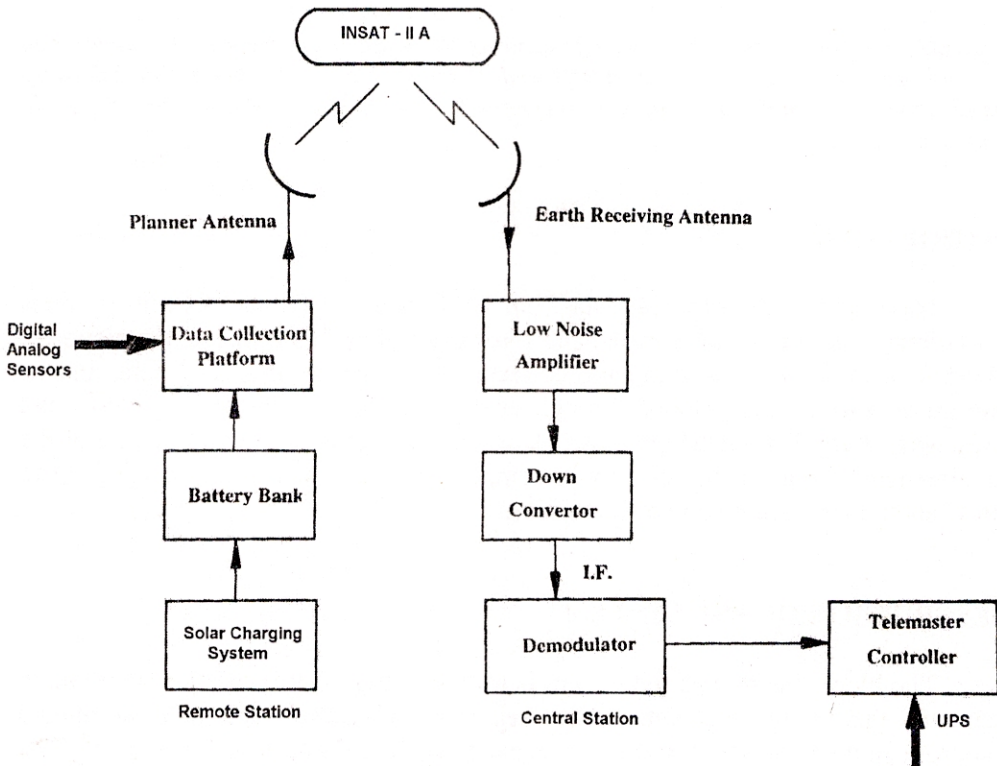 INSAT - II A
Planner Antenna
Earth Receiving Antenna
Digital
Analog
Sensors
Data Collection
Platform
Low Noise
Amplifier
Battery Bank
Down
Convertor
I.F.
Solar Charging
System
Demodulator
Telemaster
Controller
Remote Station
Central Station
UPS